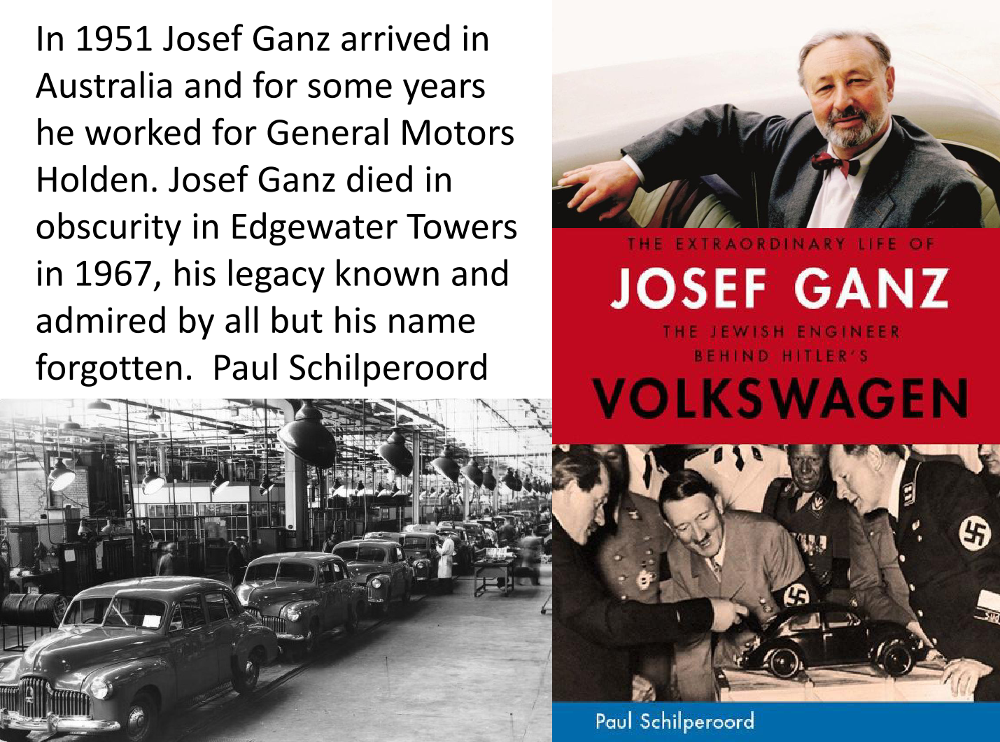 In 1951 Josef Ganz arrived in
Australia and for some years
he worked for General Motors
Holden. Josef Ganz died in
obscurity in Edgewater Towers
in 1967, his legacy known and
admired by all but his name
forgotten.  Paul Schilperoord
THE EXTRAORDINARY LIFE OF
JOSEF GANZ
THE JEWISH ENGINEER
BEHIND HITLER'S
VOLKSWAGEN
Süd
Paul Schilperoord